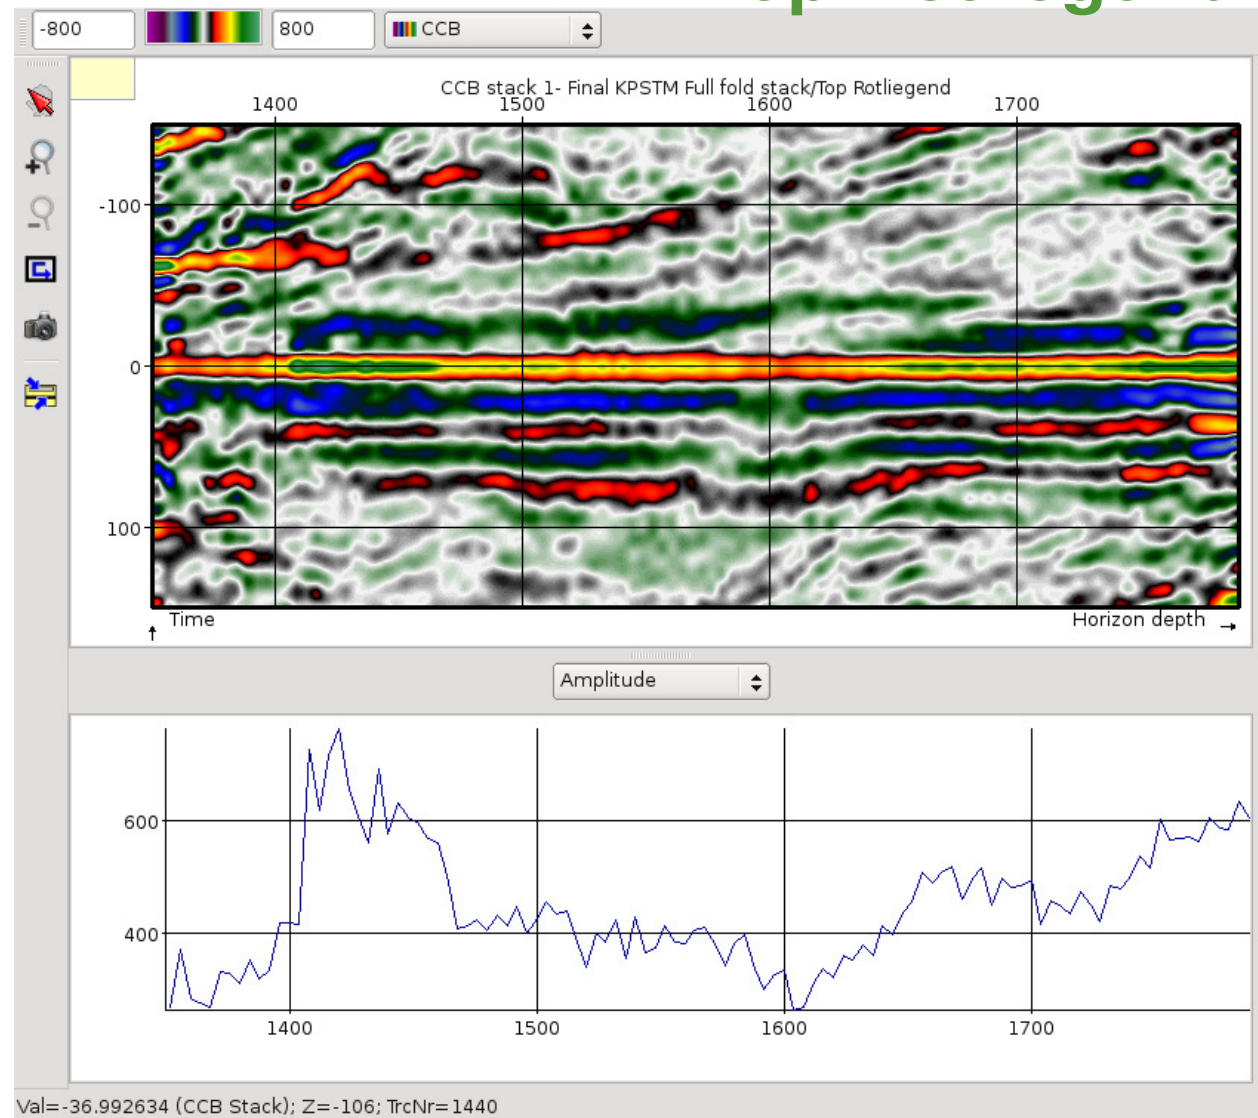 -800 800 CCB
CCB stack 1- Final KPSTM Full fold stack/Top Rotliegend
1400 1500 1600 1700
-100
0
100
Time Horizon depth
Amplitude
600
400
1400 1500 1600 1700
Val=-36.992634 (CCB Stack); Z=-106; TrcNr=1440